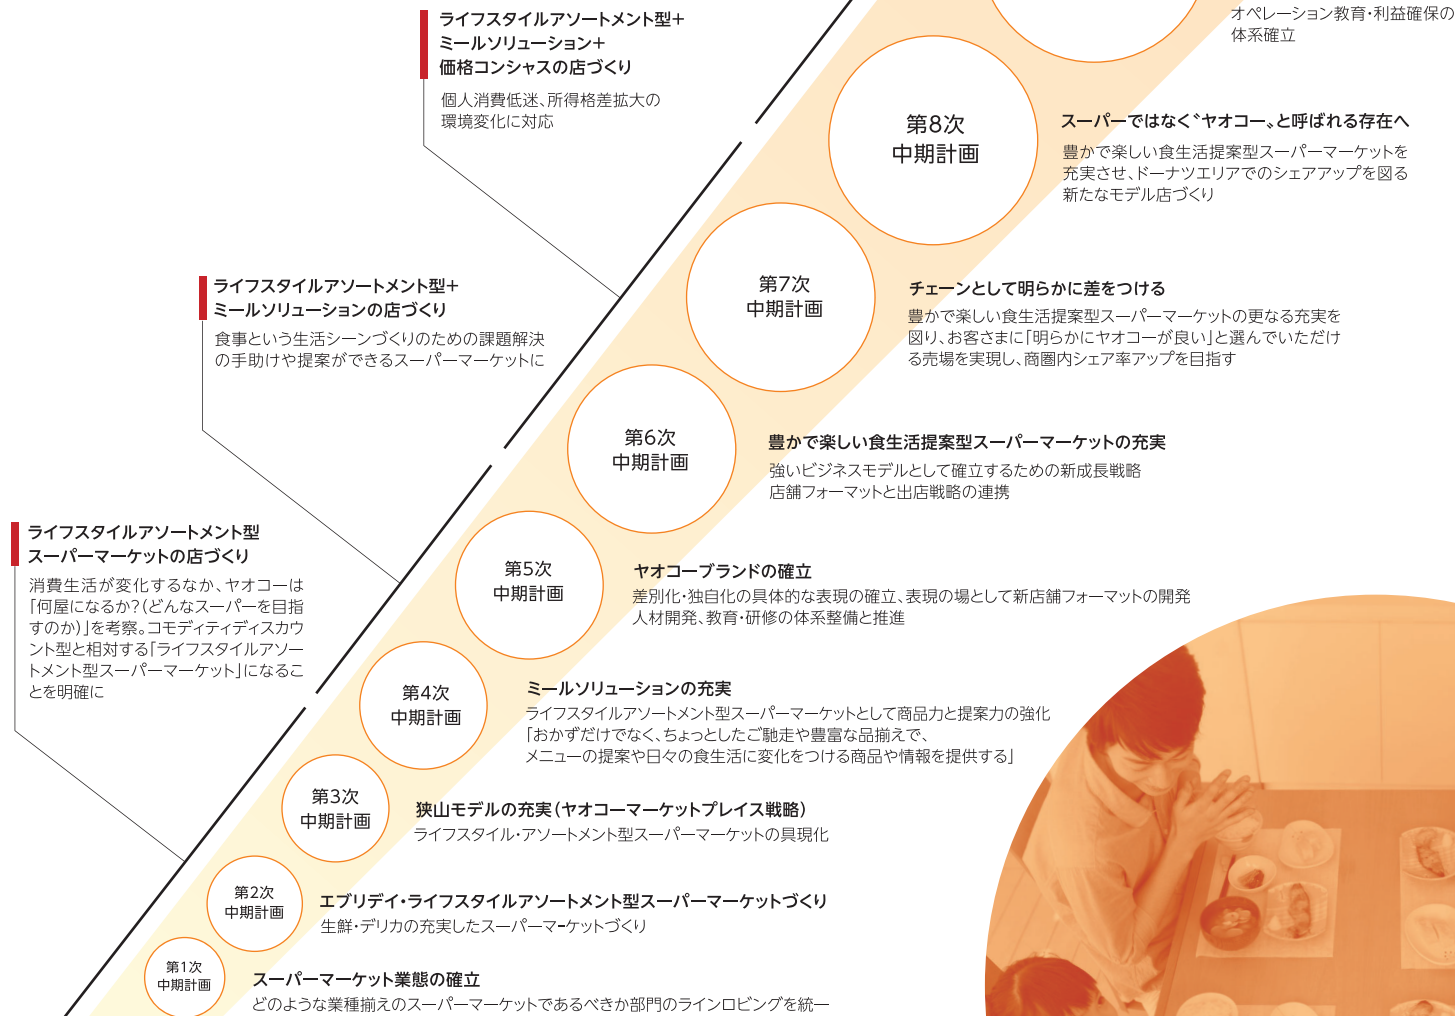 ライフスタイルアソートメント型+
ミールソリューション+
価格コンシャスの店づくり
個人消費低迷、所得格差拡大の
環境変化に対応
オペレーション教育・利益確保の
体系確立
第8次
中期計画
スーパーではなく〝ヤオコー〟と呼ばれる存在へ
豊かで楽しい食生活提案型スーパーマーケットを
充実させ、ドーナツエリアでのシェアアップを図る
新たなモデル店づくり
ライフスタイルアソートメント型+
ミールソリューションの店づくり
食事という生活シーンづくりのための課題解決
の手助けや提案ができるスーパーマーケットに
第7次
中期計画
チェーンとして明らかに差をつける
豊かで楽しい食生活提案型スーパーマーケットの更なる充実を
図り、お客さまに「明らかにヤオコーが良い」と選んでいただけ
る売場を実現し、商圏内シェア率アップを目指す
第6次
中期計画
豊かで楽しい食生活提案型スーパーマーケットの充実
強いビジネスモデルとして確立するための新成長戦略
店舗フォーマットと出店戦略の連携
ライフスタイルアソートメント型
スーパーマーケットの店づくり
消費生活が変化するなか、ヤオコーは
「何屋になるか?(どんなスーパーを目指
すのか)」を考察。コモディティディスカウ
ント型と相対する「ライフスタイルアソー
トメント型スーパーマーケット」になるこ
とを明確に
第5次
中期計画
ヤオコーブランドの確立
差別化・独自化の具体的な表現の確立、表現の場として新店舗フォーマットの開発
人材開発、教育・研修の体系整備と推進
第4次
中期計画
ミールソリューションの充実
ライフスタイルアソートメント型スーパーマーケットとして商品力と提案力の強化
「おかずだけでなく、ちょっとしたご馳走や豊富な品揃えで、
メニューの提案や日々の食生活に変化をつける商品や情報を提供する」
第3次
中期計画
狭山モデルの充実(ヤオコーマーケットプレイス戦略)
ライフスタイル・アソートメント型スーパーマーケットの具現化
第2次
中期計画
エブリデイ・ライフスタイルアソートメント型スーパーマーケットづくり
生鮮・デリカの充実したスーパーマーケットづくり
第1次
中期計画
スーパーマーケット業態の確立
どのような業種揃えのスーパーマーケットであるべきか部門のラインロビングを統一